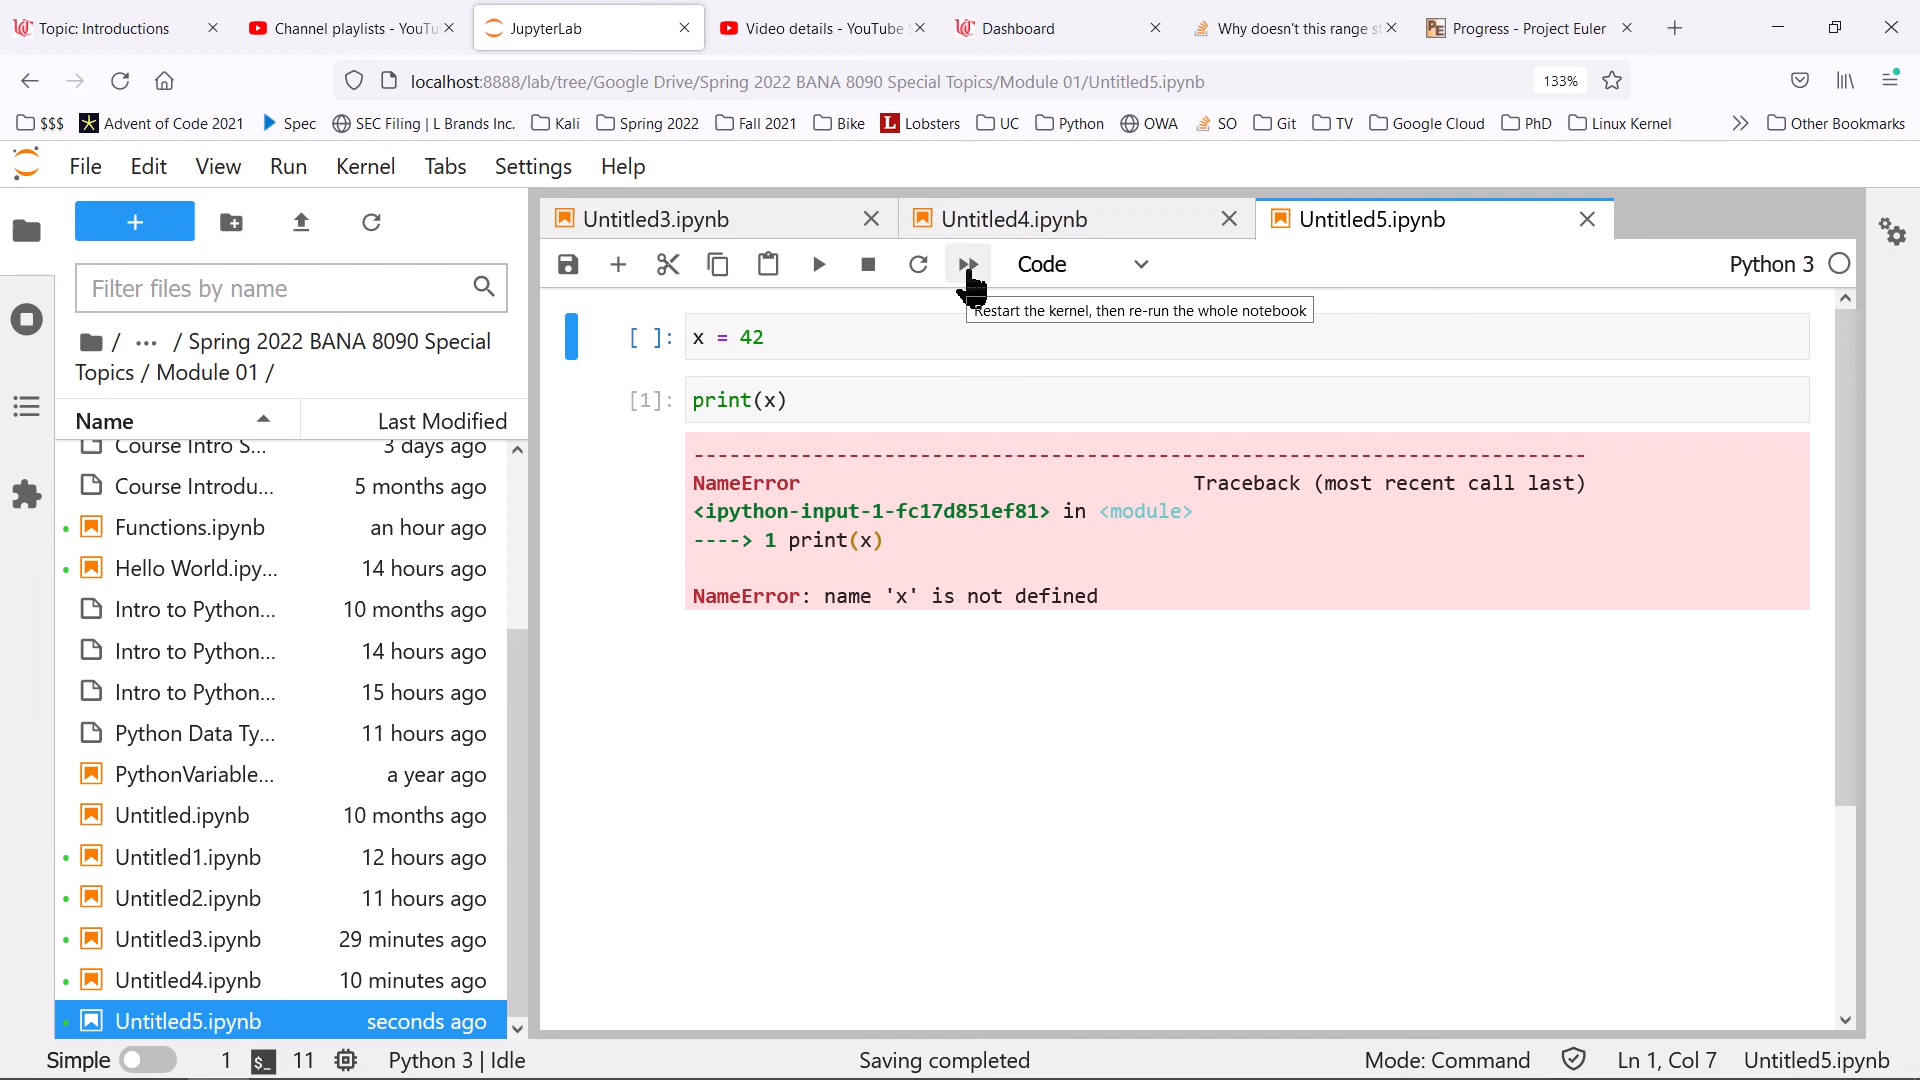 Topic: Introductions
Channel playlists - YouTu
JupyterLab
Video details - YouTube S
Dashboard
Why doesn't this range st
Progress - Project Euler
localhost:8888/lab/tree/Google Drive/Spring 2022 BANA 8090 Special Topics/Module 01/Untitled5.ipynb
133%
$$$
Advent of Code 2021
Spec
SEC Filing | L Brands Inc.
Kali
Spring 2022
Fall 2021
Bike
Lobsters
UC
Python
OWA
SO
Git
TV
Google Cloud
PhD
Linux Kernel
Other Bookmarks
File Edit View Run Kernel Tabs Settings Help
Filter files by name
/ ... / Spring 2022 BANA 8090 Special
Topics / Module 01 /
Name Last Modified
Course Intro S... 3 days ago
Course Introdu... 5 months ago
Functions.ipynb an hour ago
Hello World.ipy... 14 hours ago
Intro to Python... 10 months ago
Intro to Python... 14 hours ago
Intro to Python... 15 hours ago
Python Data Ty... 11 hours ago
PythonVariable... a year ago
Untitled.ipynb 10 months ago
Untitled1.ipynb 12 hours ago
Untitled2.ipynb 11 hours ago
Untitled3.ipynb 29 minutes ago
Untitled4.ipynb 10 minutes ago
Untitled5.ipynb seconds ago
Untitled3.ipynb
Untitled4.ipynb
Untitled5.ipynb
Code
Python 3
Restart the kernel, then re-run the whole notebook
[ ]: x = 42
[1]: print(x)
---------------------------------------------------------------------------
NameError Traceback (most recent call last)
<ipython-input-1-fc17d851ef81> in <module>
----> 1 print(x)
NameError: name 'x' is not defined
Simple 1 $_ 11 Python 3 | Idle Saving completed Mode: Command Ln 1, Col 7 Untitled5.ipynb